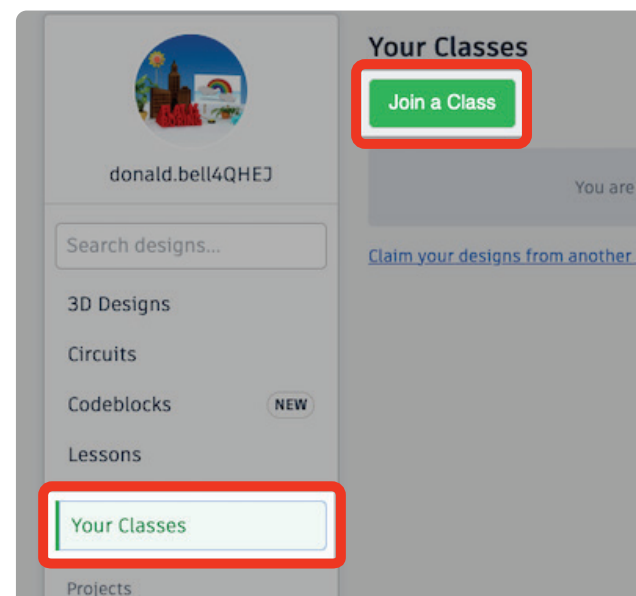 donald.bell4QHEJ
Search designs...
3D Designs
Circuits
Codeblocks NEW
Lessons
Your Classes
Projects
Your Classes
Join a Class
You are
Claim your designs from another